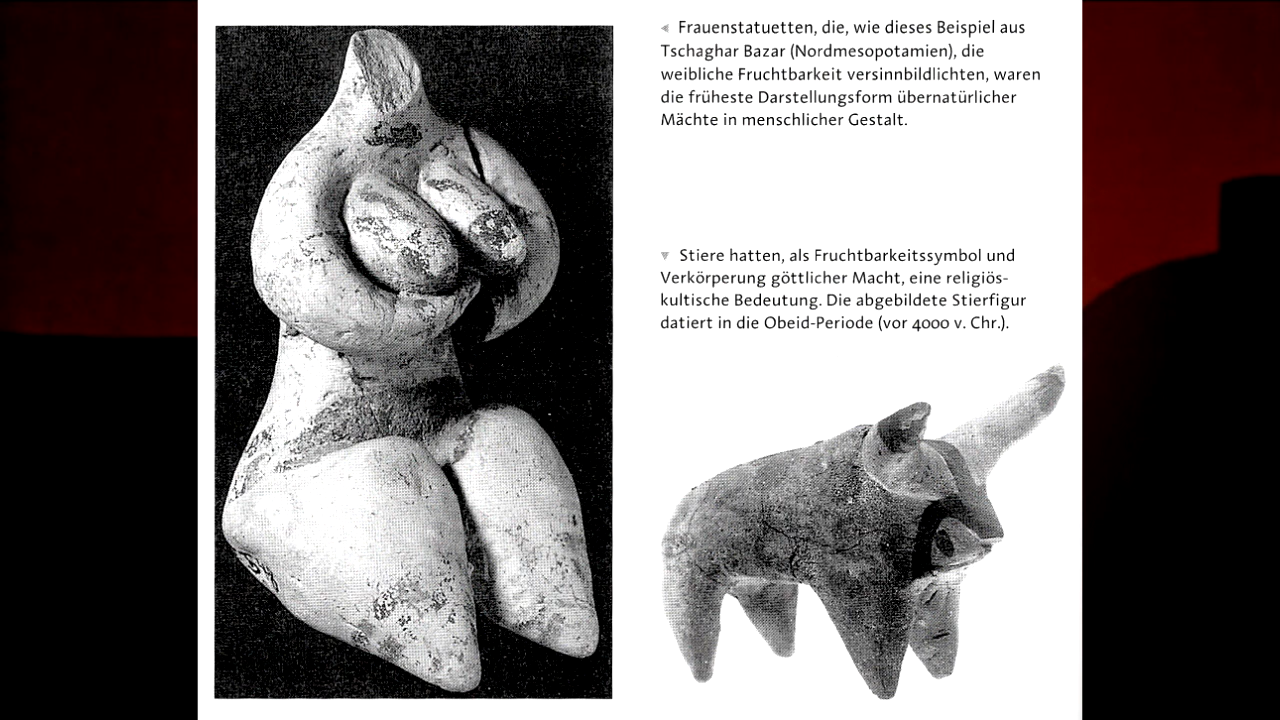 ◂ Frauenstatuetten, die, wie dieses Beispiel aus
Tschaghar Bazar (Nordmesopotamien), die
weibliche Fruchtbarkeit versinnbildlichten, waren
die früheste Darstellungsform übernatürlicher
Mächte in menschlicher Gestalt.
▾ Stiere hatten, als Fruchtbarkeitssymbol und
Verkörperung göttlicher Macht, eine religiös-
kultische Bedeutung. Die abgebildete Stierfigur
datiert in die Obeid-Periode (vor 4000 v. Chr.).